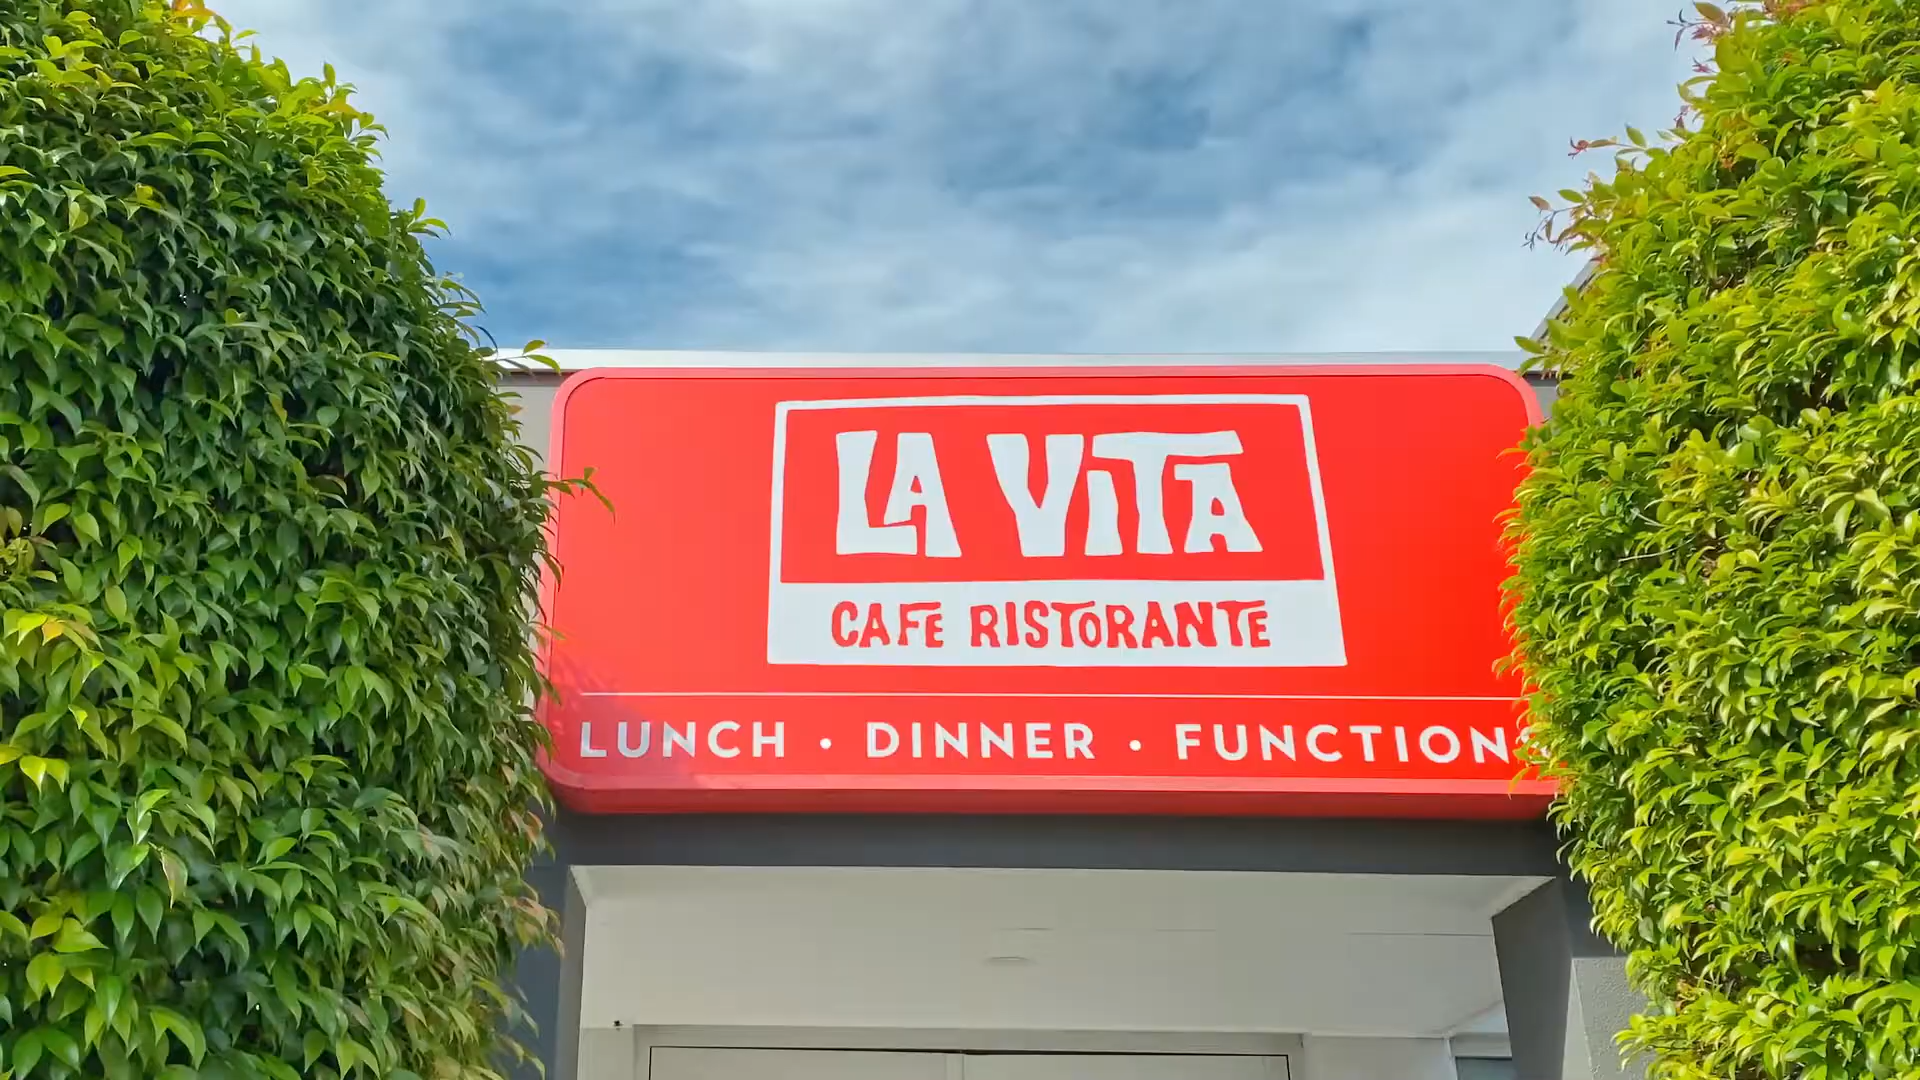 LA VITA
CAFE RISTORANTE
LUNCH • DINNER • FUNCTIONS